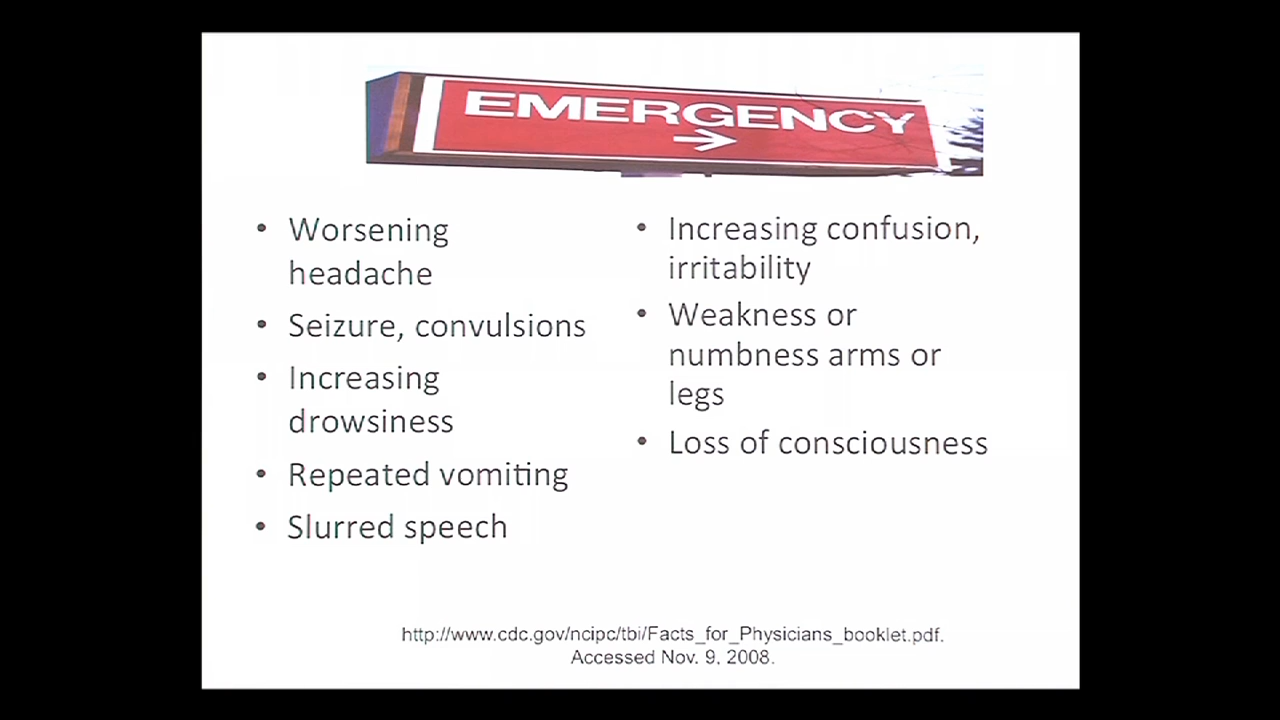 EMERGENCY
• Worsening
headache
• Seizure, convulsions
• Increasing
drowsiness
• Repeated vomiting
• Slurred speech
• Increasing confusion,
irritability
• Weakness or
numbness arms or
legs
• Loss of consciousness
http://www.cdc.gov/ncipc/tbi/Facts_for_Physicians_booklet.pdf.
Accessed Nov. 9, 2008.